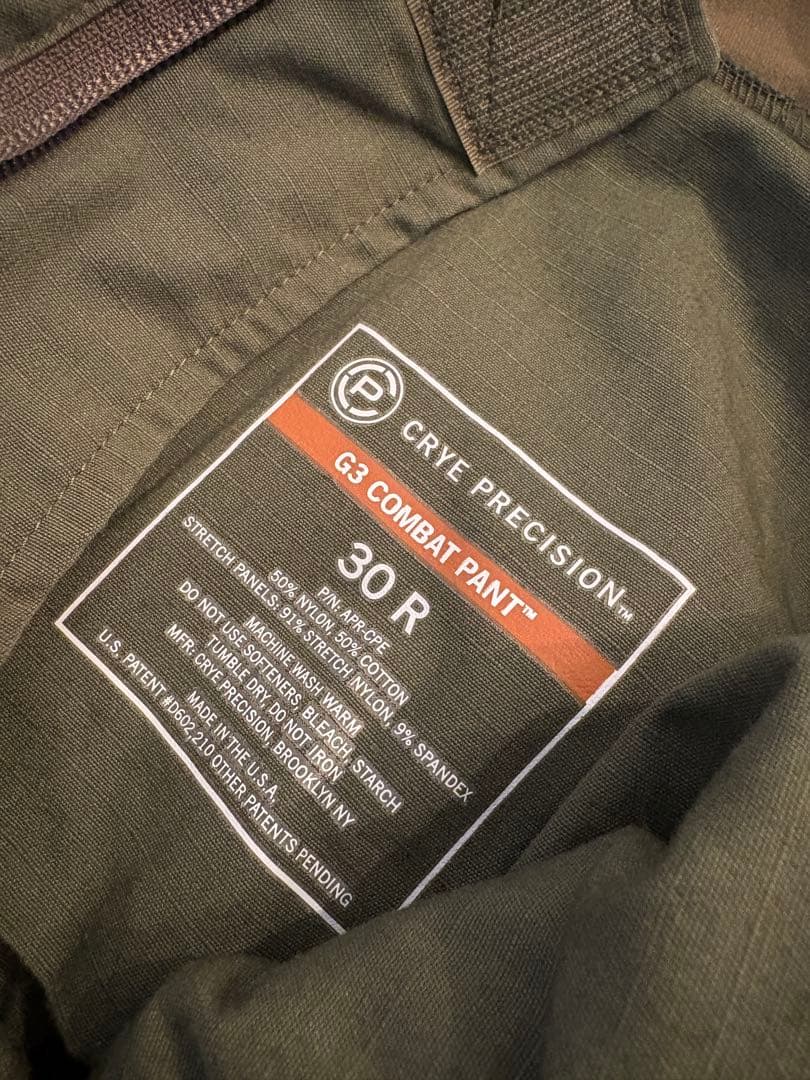 P
CRYE PRECISION™
G3 COMBAT PANT™
30 R
P/N: APR-CPE
50% NYLON, 50% COTTON
STRETCH PANELS: 91% STRETCH NYLON, 9% SPANDEX
MACHINE WASH WARM
DO NOT USE SOFTENERS, BLEACH, STARCH
TUMBLE DRY, DO NOT IRON
MFR: CRYE PRECISION, BROOKLYN NY
MADE IN THE U.S.A.
U.S. PATENT #D602,210 OTHER PATENTS PENDING